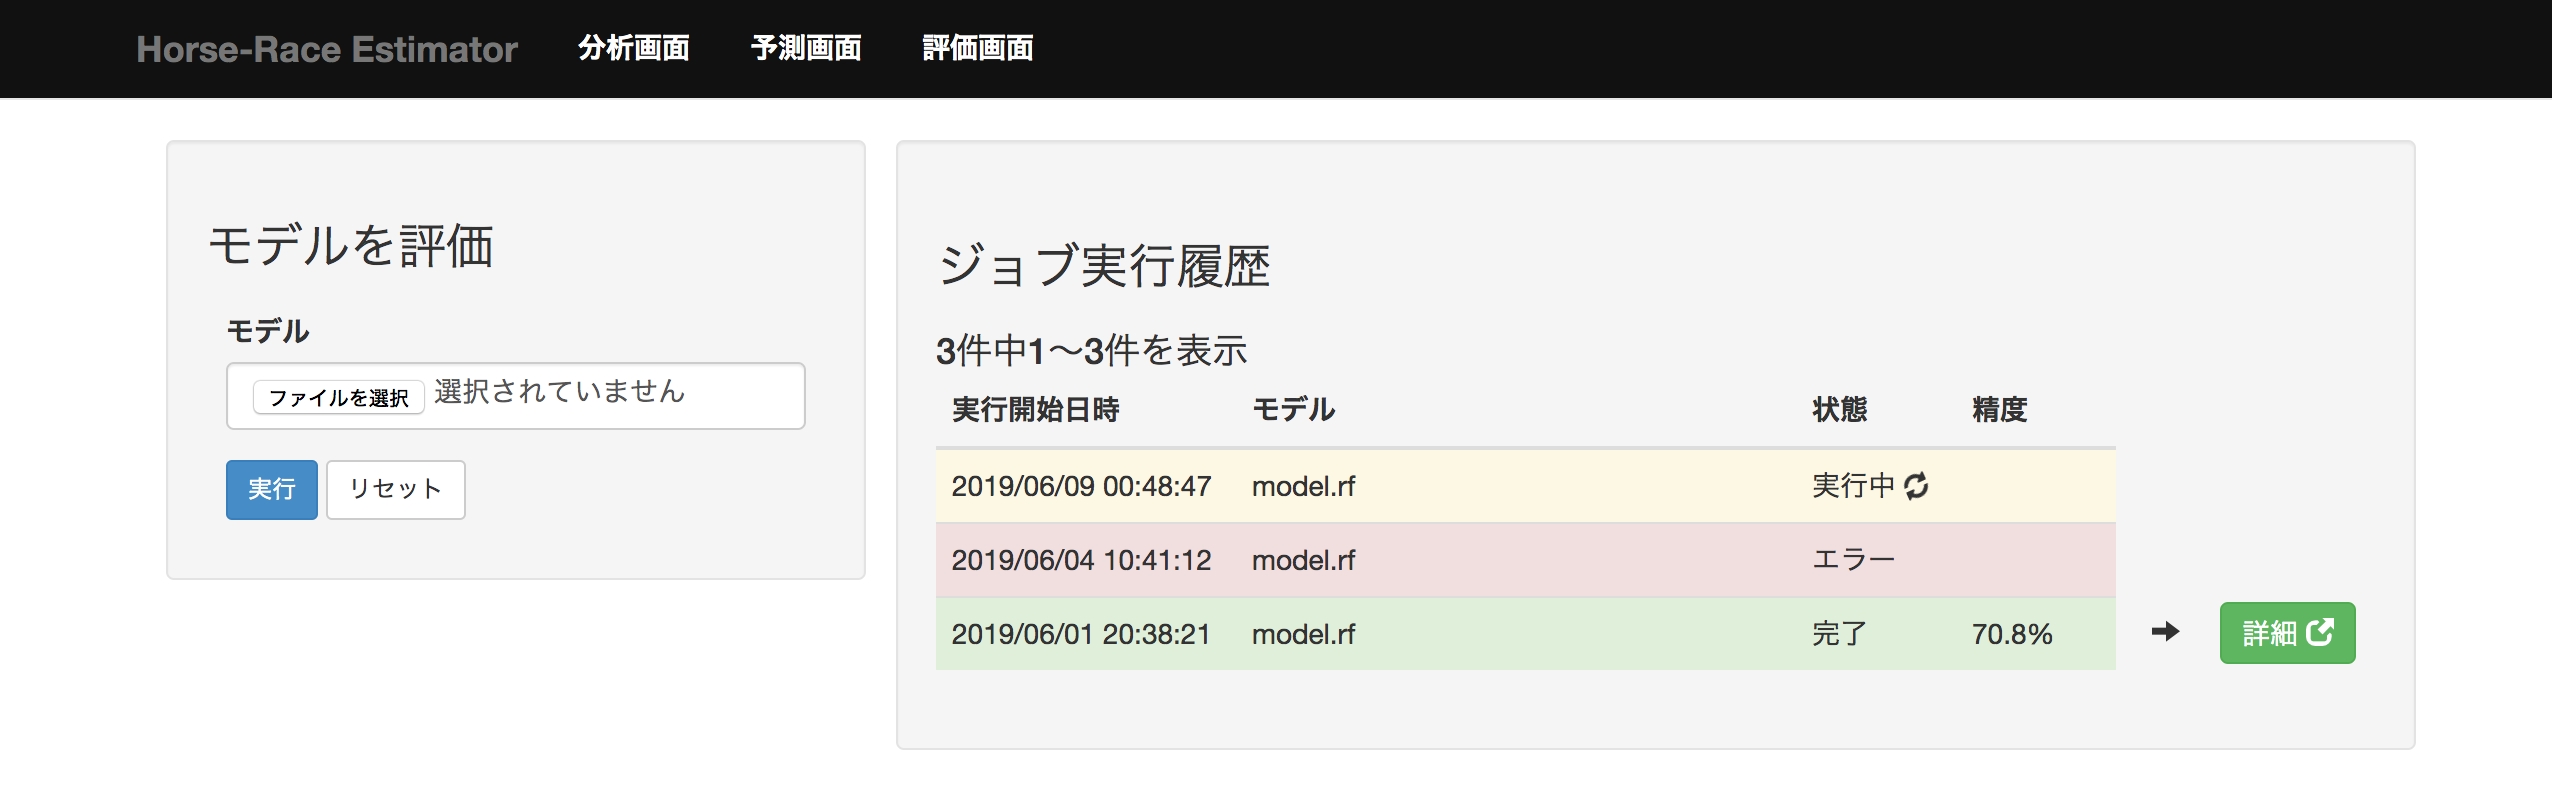 Horse-Race Estimator 分析画面 予測画面 評価画面
モデルを評価
モデル
ファイルを選択 選択されていません
実行 リセット
ジョブ実行履歴
3件中1〜3件を表示
実行開始日時 モデル 状態 精度
2019/06/09 00:48:47 model.rf 実行中
2019/06/04 10:41:12 model.rf エラー
2019/06/01 20:38:21 model.rf 完了 70.8% 詳細